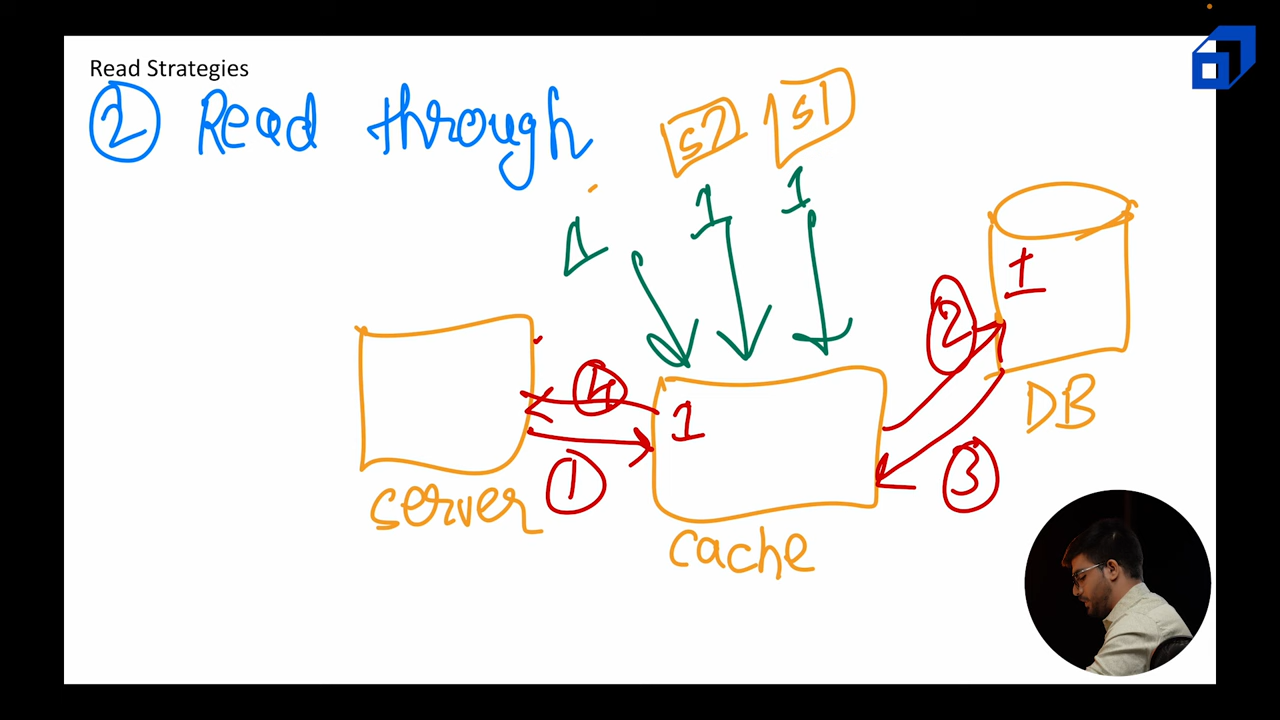 Read Strategies
② Read through
S2 S1
1 1 1
1
②
④
1
DB
①
③
server
cache